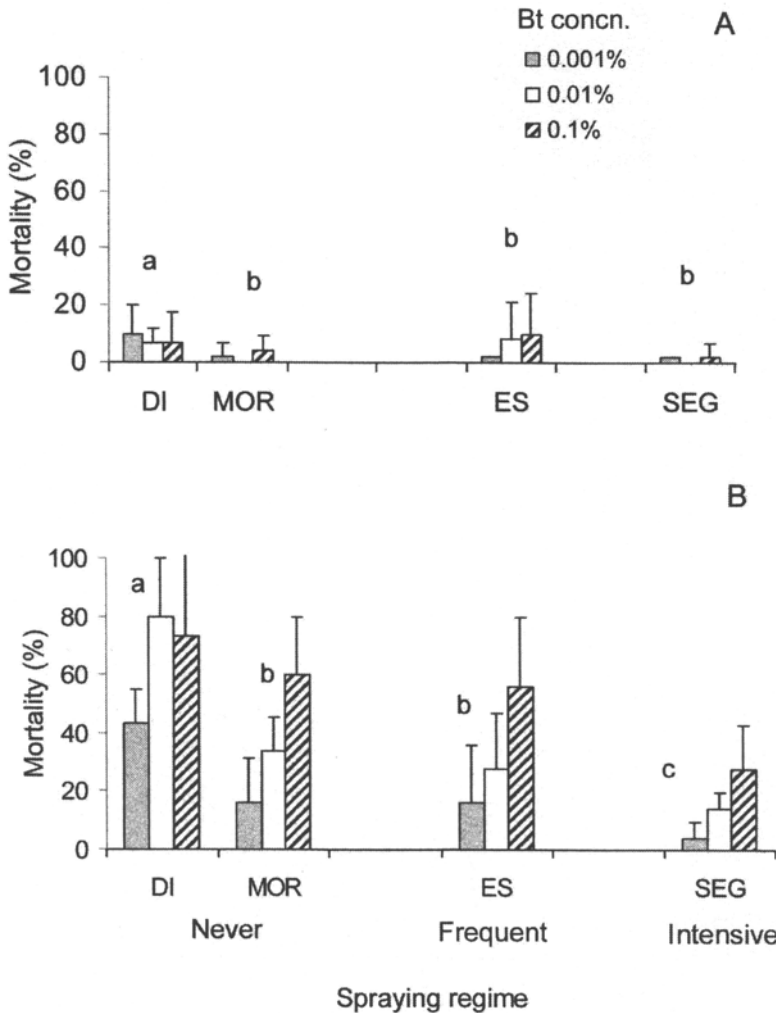 Bt concn.
A
0.001%
0.01%
0.1%
Mortality (%)
100
80
60
40
20
0
a
b
b
b
DI MOR ES SEG
B
Mortality (%)
100
80
60
40
20
0
a
b
b
c
DI MOR ES SEG
Never Frequent Intensive
Spraying regime